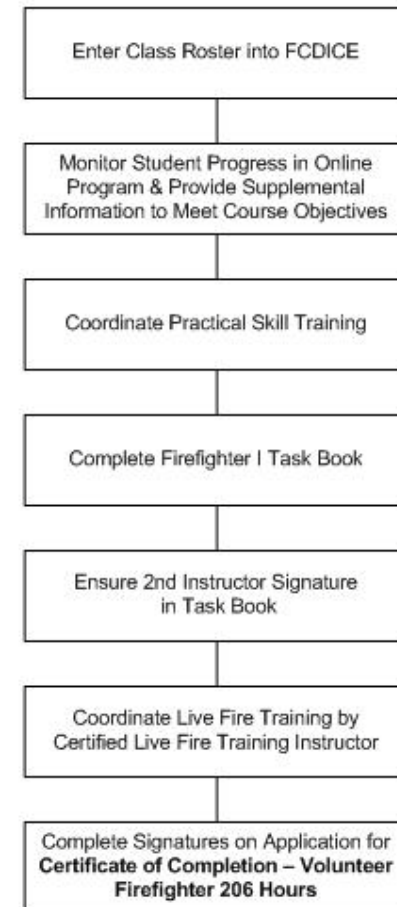 Enter Class Roster into FCDICE
Monitor Student Progress in Online
Program & Provide Supplemental
Information to Meet Course Objectives
Coordinate Practical Skill Training
Complete Firefighter I Task Book
Ensure 2nd Instructor Signature
in Task Book
Coordinate Live Fire Training by
Certified Live Fire Training Instructor
Complete Signatures on Application for
Certificate of Completion – Volunteer
Firefighter 206 Hours